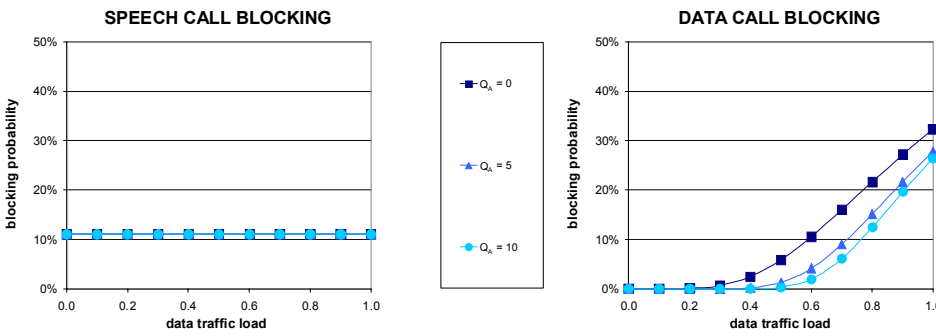 SPEECH CALL BLOCKING
50%
40%
30%
20%
10%
0%
blocking probability
0.0 0.2 0.4 0.6 0.8 1.0
data traffic load
Q_A = 0
Q_A = 5
Q_A = 10
DATA CALL BLOCKING
50%
40%
30%
20%
10%
0%
blocking probability
0.0 0.2 0.4 0.6 0.8 1.0
data traffic load